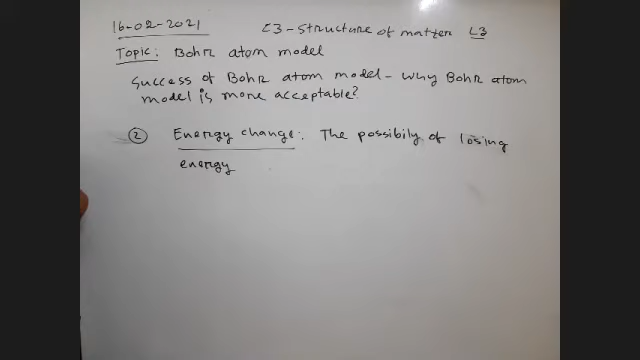 16-02-2021 C3-Structure of matter L3
Topic: Bohr atom model
Success of Bohr atom model - Why Bohr atom
model is more acceptable?
2 Energy change: The possibily of losing
energy